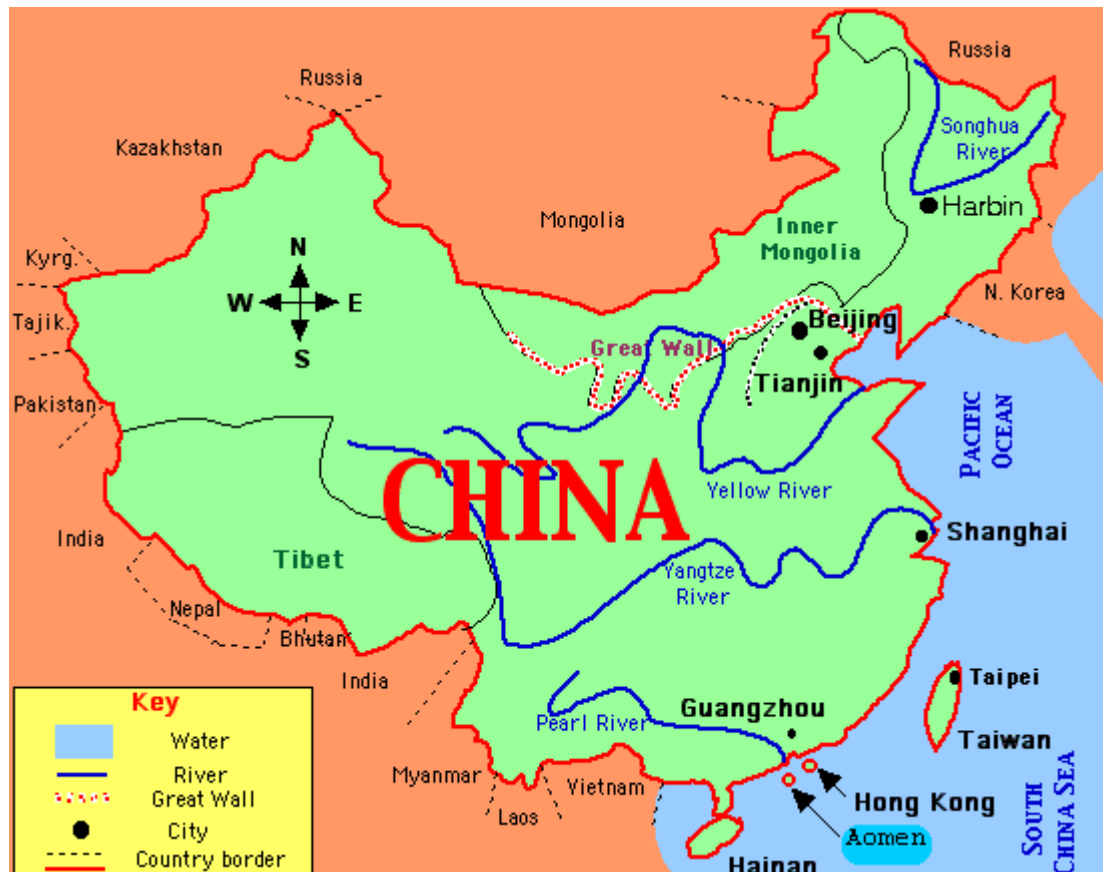 Russia
Russia
Kazakhstan
Songhua
River
Harbin
Mongolia
Inner
Mongolia
N
W E
S
Kyrg.
Tajik.
N. Korea
Beijing
Great Wall
Tianjin
Pakistan
PACIFIC
OCEAN
CHINA
Yellow River
India
Shanghai
Tibet
Yangtze
River
Nepal
Bhutan
India
Taipei
Guangzhou
Pearl River
Taiwan
Myanmar
Vietnam
Laos
Hong Kong
Aomen
Hainan
SOUTH
CHINA SEA
Key
Water
River
Great Wall
City
Country border